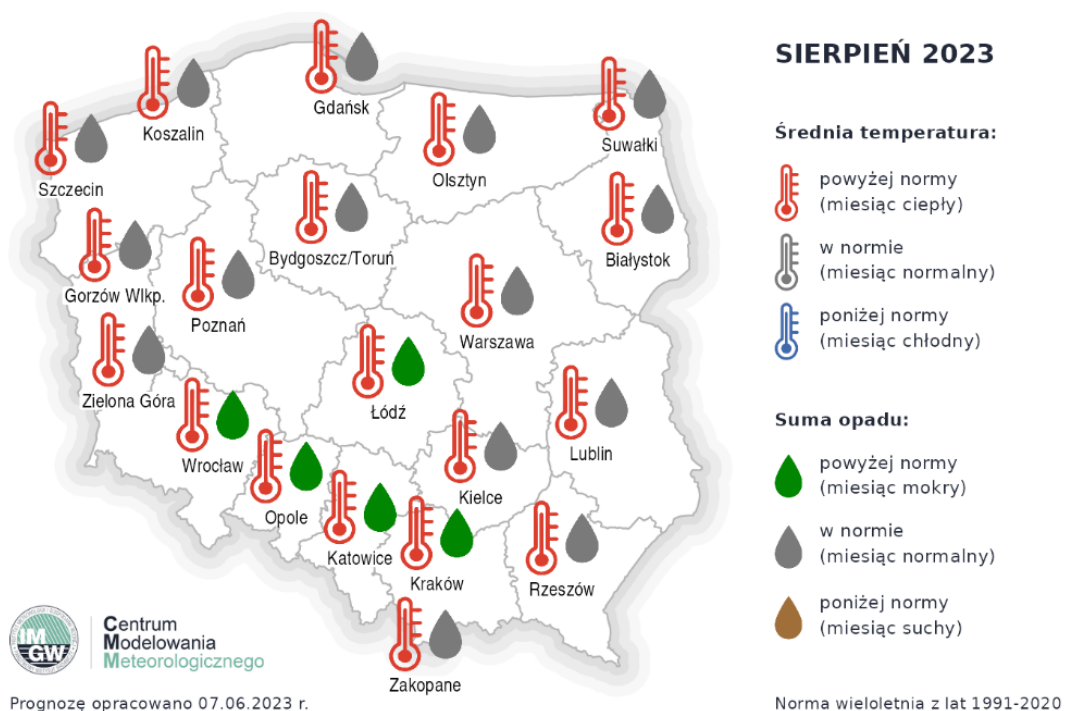 SIERPIEŃ 2023
Średnia temperatura:
powyżej normy
(miesiąc ciepły)
w normie
(miesiąc normalny)
poniżej normy
(miesiąc chłodny)
Suma opadu:
powyżej normy
(miesiąc mokry)
w normie
(miesiąc normalny)
poniżej normy
(miesiąc suchy)
Gdańsk
Koszalin
Suwałki
Olsztyn
Szczecin
Bydgoszcz/Toruń
Białystok
Gorzów Wlkp.
Poznań
Warszawa
Zielona Góra
Łódź
Lublin
Wrocław
Kielce
Opole
Katowice
Kraków
Rzeszów
Zakopane
IM
GW
Centrum
Modelowania
Meteorologicznego
C
M
M
Prognozę opracowano 07.06.2023 r.
Norma wieloletnia z lat 1991-2020